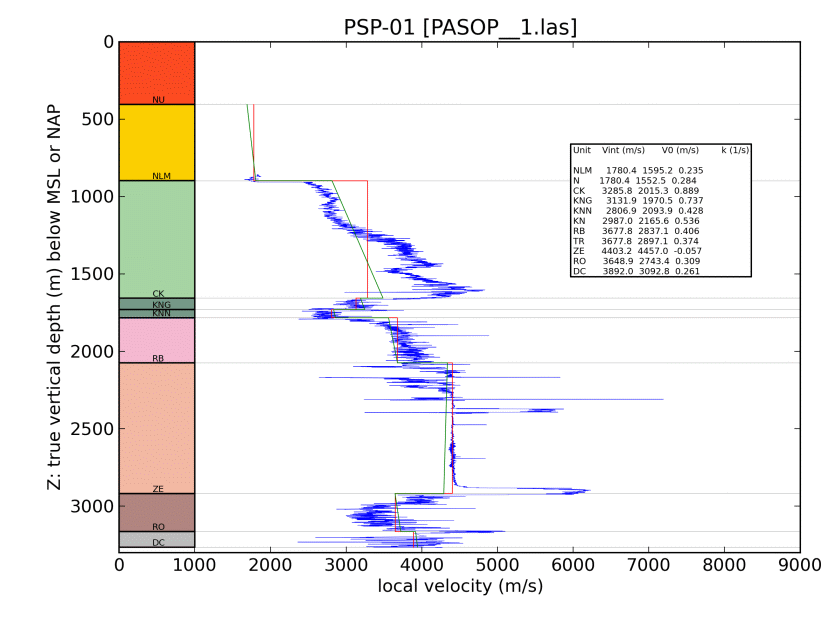 PSP-01 [PASOP__1.las]
Z: true vertical depth (m) below MSL or NAP
0
500
1000
1500
2000
2500
3000
NU
NLM
CK
KNG
KNN
RB
ZE
RO
DC
Unit Vint (m/s) V0 (m/s) k (1/s)
NLM 1780.4 1595.2 0.235
N 1780.4 1552.5 0.284
CK 3285.8 2015.3 0.889
KNG 3131.9 1970.5 0.737
KNN 2806.9 2093.9 0.428
KN 2987.0 2165.6 0.536
RB 3677.8 2837.1 0.406
TR 3677.8 2897.1 0.374
ZE 4403.2 4457.0 -0.057
RO 3648.9 2743.4 0.309
DC 3892.0 3092.8 0.261
0 1000 2000 3000 4000 5000 6000 7000 8000 9000
local velocity (m/s)